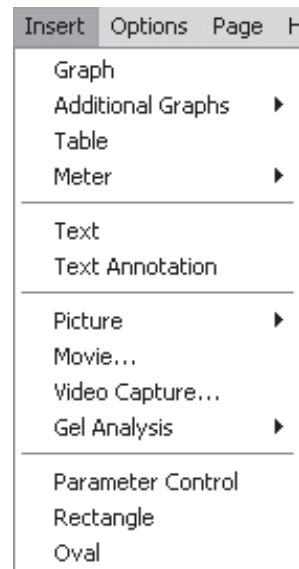 Insert Options Page H
Graph
Additional Graphs
Table
Meter
Text
Text Annotation
Picture
Movie...
Video Capture...
Gel Analysis
Parameter Control
Rectangle
Oval